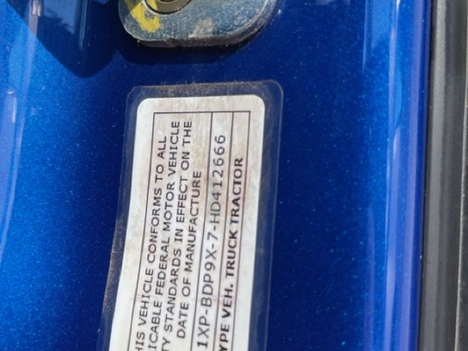 HIS VEHICLE CONFORMS TO ALL
ICABLE FEDERAL MOTOR VEHICLE
TY STANDARDS IN EFFECT ON THE
DATE OF MANUFACTURE
1XP-BDP9X-7-HD412666
YPE VEH. TRUCK TRACTOR